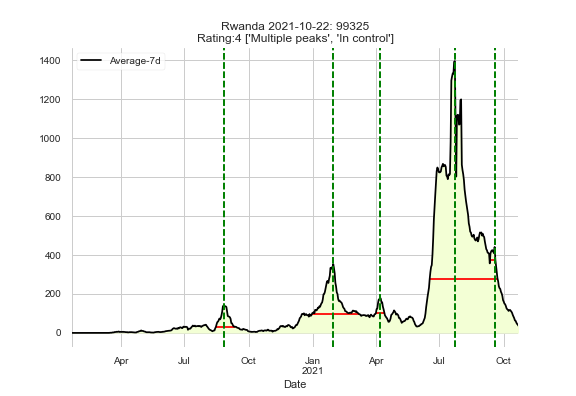 Rwanda 2021-10-22: 99325
Rating:4 ['Multiple peaks', 'In control']
1400
Average-7d
1200
1000
800
600
400
200
0
Apr Jul Oct Jan Apr Jul Oct
2021
Date